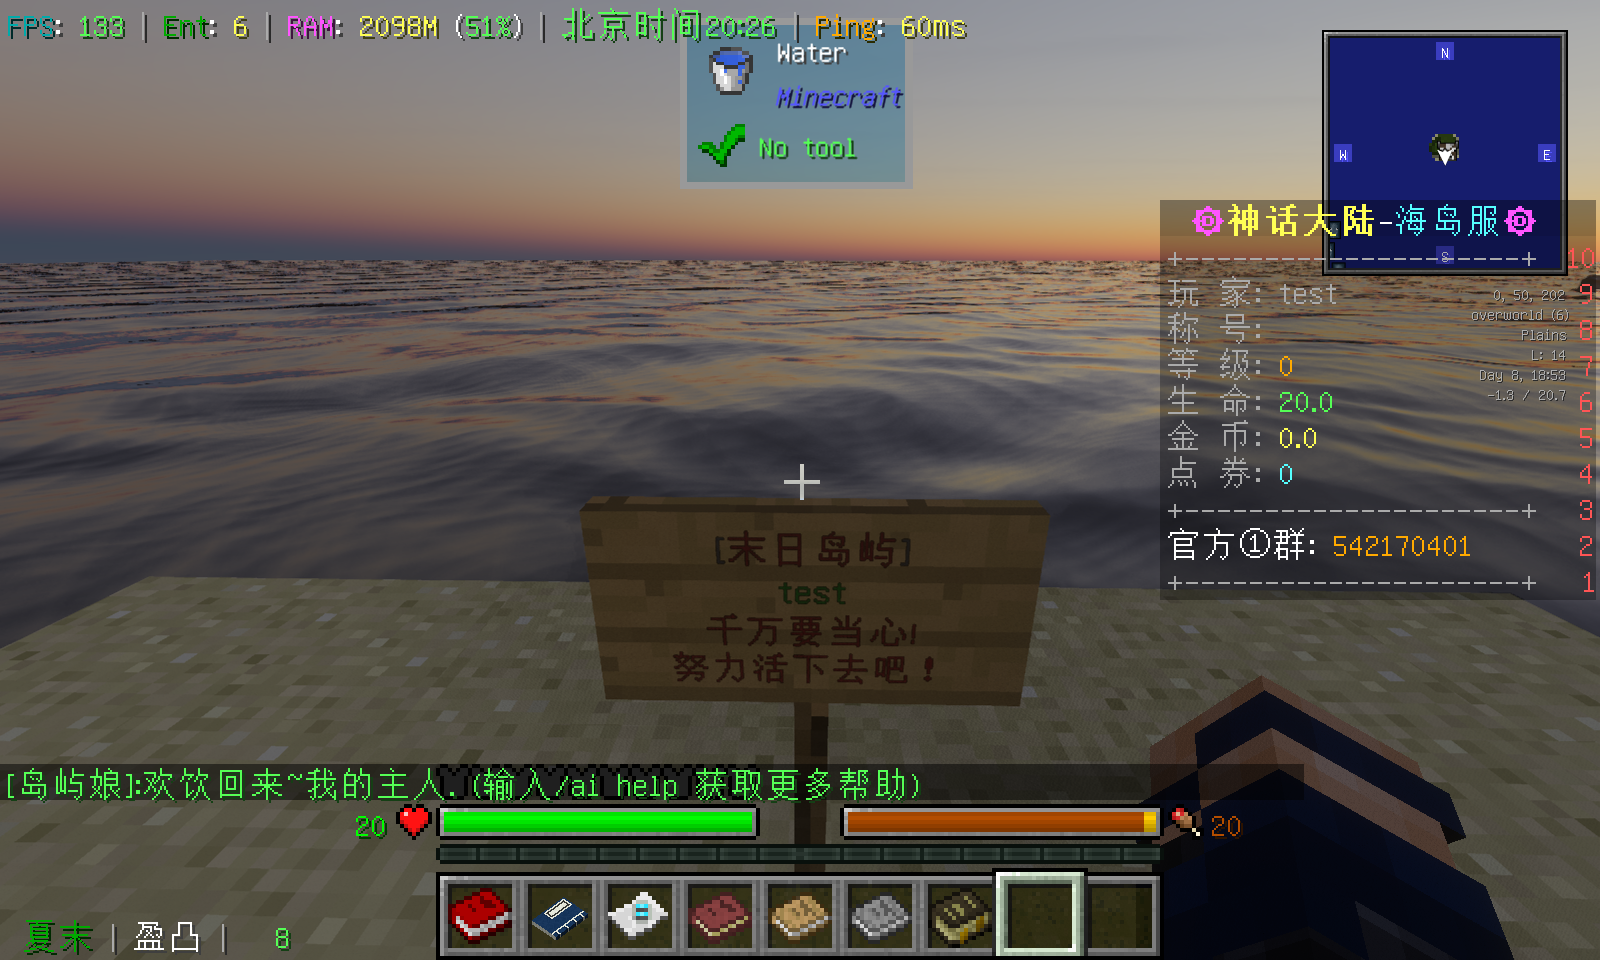 FPS: 133 | Ent: 6 | RAM: 2098M (51%) | 北京时间20:26 | Ping: 60ms
Water
Minecraft
No tool
N
W
E
S
神话大陆-海岛服
+--------------------+ 10
玩 家: test 9
称 号: 8
等 级: 0 7
生 命: 20.0 6
金 币: 0.0 5
点 券: 0 4
+--------------------+ 3
官方①群: 542170401 2
+--------------------+ 1
0, 50, 202
overworld (6)
Plains
L: 14
Day 8, 18:53
-1.3 / 20.7
[末日岛屿]
test
千万要当心!
努力活下去吧！
[岛屿娘]:欢饮回来~我的主人. (输入/ai help 获取更多帮助)
20
20
夏末 | 盈凸 | 8